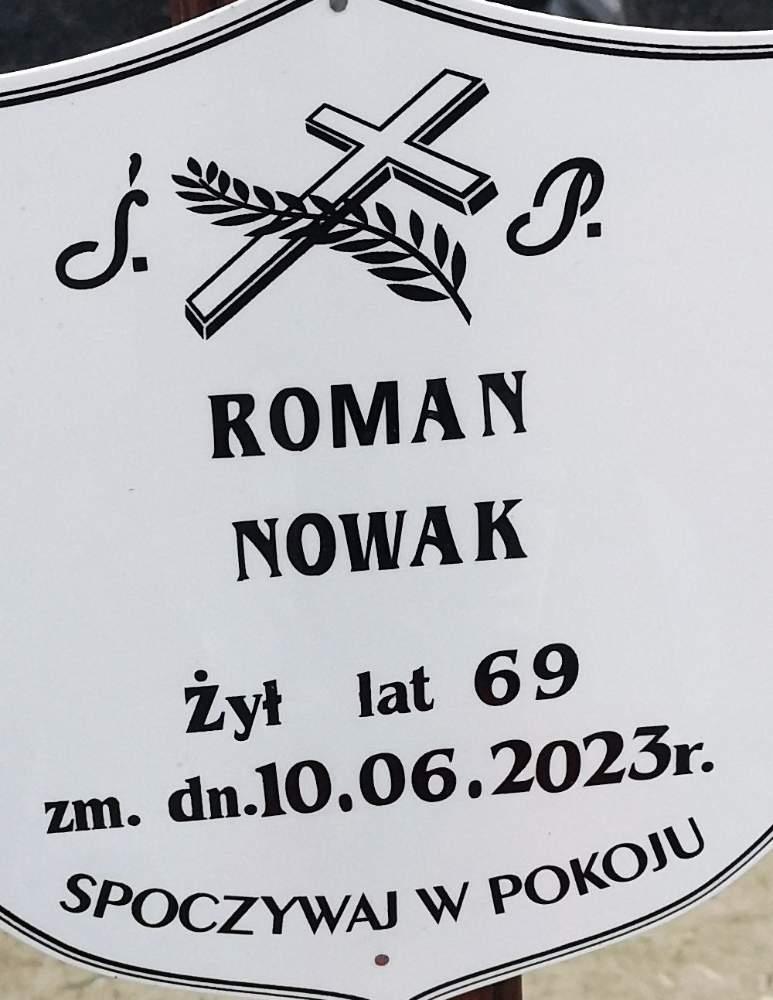 Ś. P.
ROMAN
NOWAK
Żył lat 69
zm. dn.10.06.2023r.
SPOCZYWAJ W POKOJU